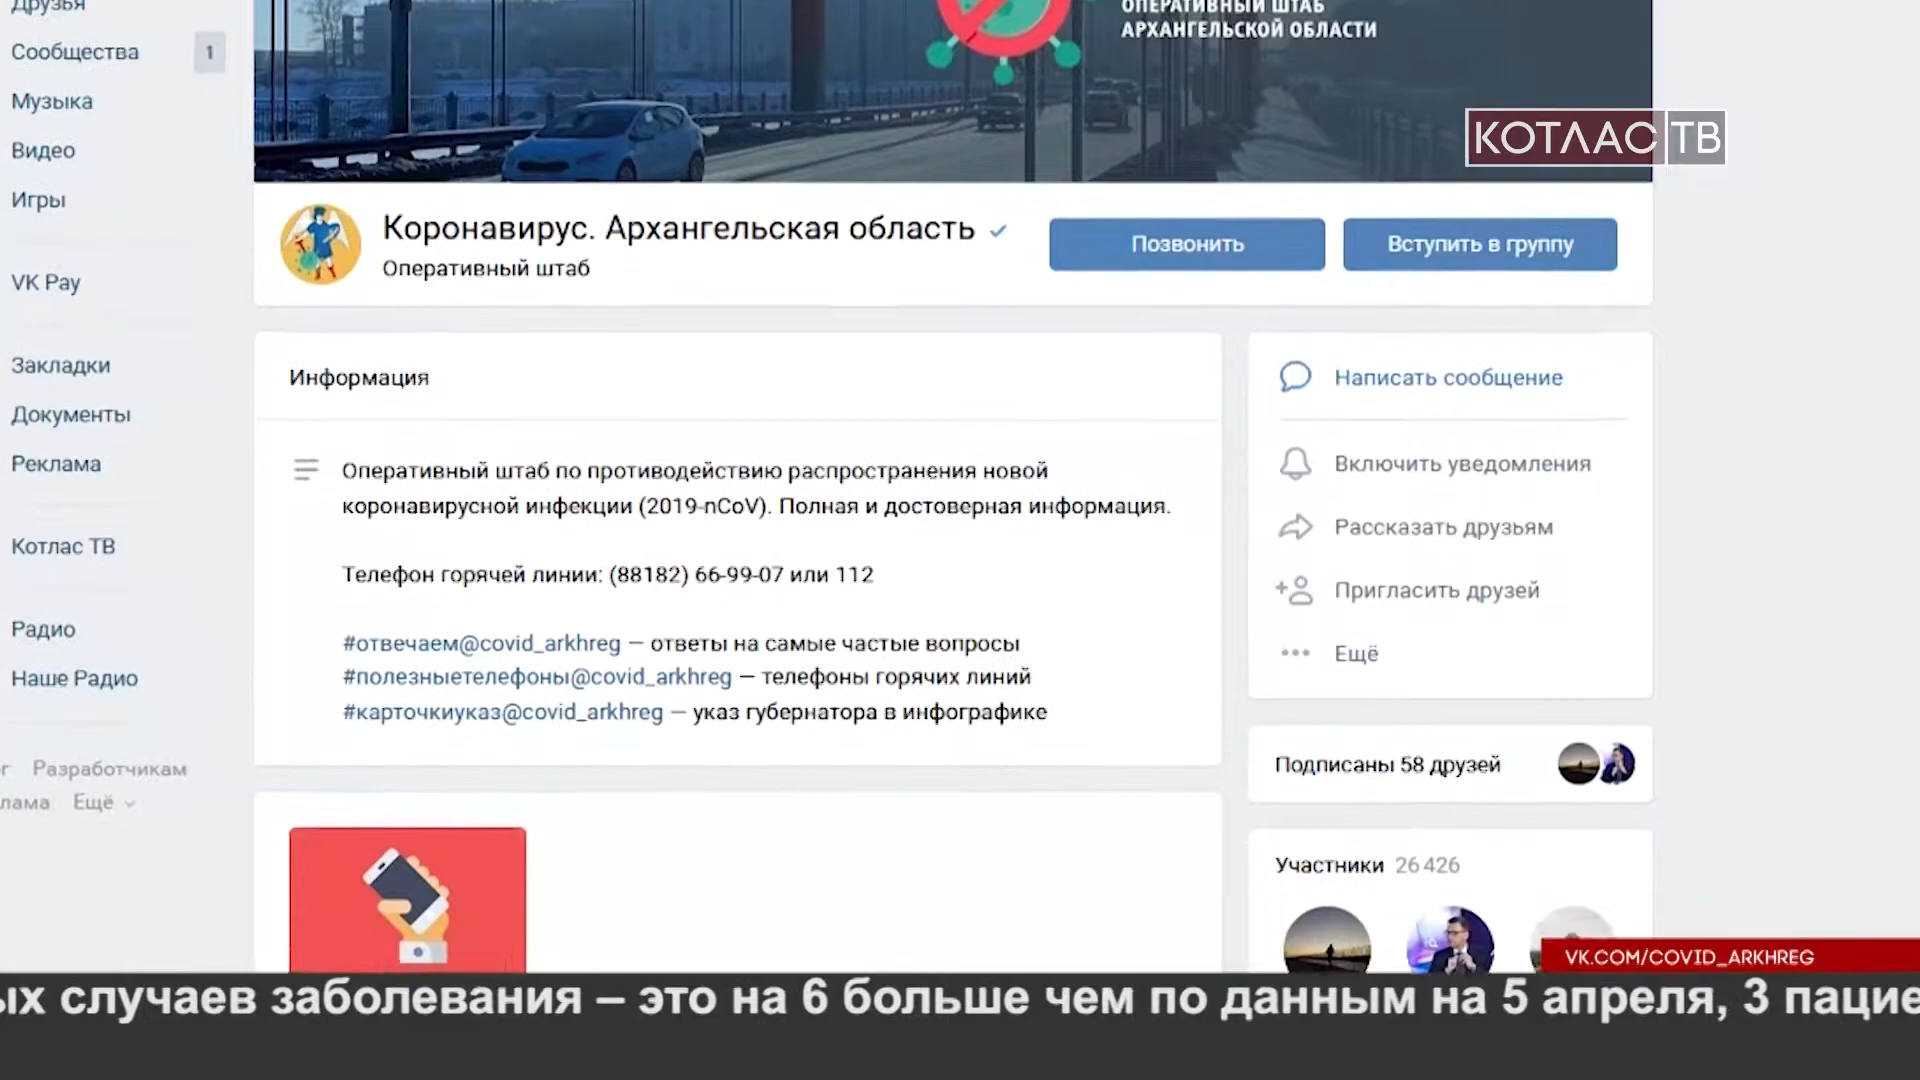 Друзья
Сообщества 1
Музыка
Видео
Игры
VK Pay
Закладки
Документы
Реклама
Котлас ТВ
Радио
Наше Радио
Разработчикам
Ещё
ОПЕРАТИВНЫЙ ШТАБ
АРХАНГЕЛЬСКОЙ ОБЛАСТИ
КОТЛАС ТВ
Коронавирус. Архангельская область
Оперативный штаб
Позвонить
Вступить в группу
Информация
Оперативный штаб по противодействию распространения новой
коронавирусной инфекции (2019-nCoV). Полная и достоверная информация.
Телефон горячей линии: (88182) 66-99-07 или 112
#отвечаем@covid_arkhreg — ответы на самые частые вопросы
#полезныетелефоны@covid_arkhreg — телефоны горячих линий
#карточкиуказ@covid_arkhreg — указ губернатора в инфографике
Написать сообщение
Включить уведомления
Рассказать друзьям
Пригласить друзей
Ещё
Подписаны 58 друзей
Участники 26 426
VK.COM/COVID_ARKHREG
ых случаев заболевания – это на 6 больше чем по данным на 5 апреля, 3 пацие